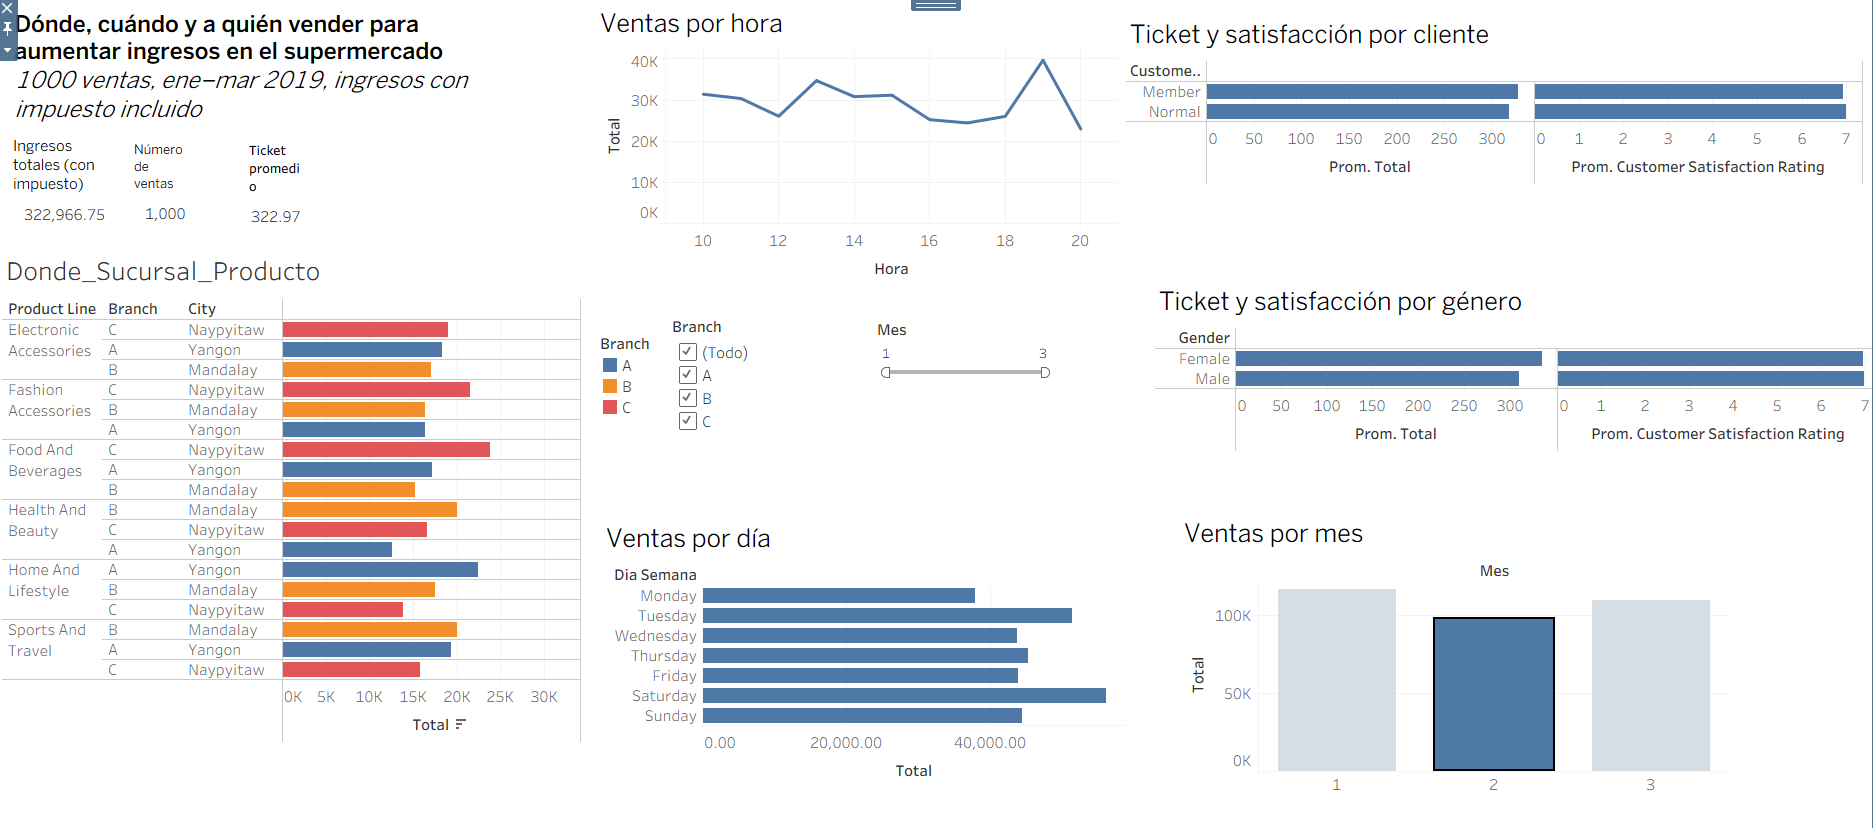 Dónde, cuándo y a quién vender para
aumentar ingresos en el supermercado
1000 ventas, ene–mar 2019, ingresos con
impuesto incluido
Ingresos
totales (con
impuesto)
322,966.75
Número
de
ventas
1,000
Ticket
promedi
o
322.97
Donde_Sucursal_Producto
Product Line Branch City
Electronic
Accessories
C Naypyitaw
A Yangon
B Mandalay
Fashion
Accessories
C Naypyitaw
B Mandalay
A Yangon
Food And
Beverages
C Naypyitaw
A Yangon
B Mandalay
Health And
Beauty
B Mandalay
C Naypyitaw
A Yangon
Home And
Lifestyle
A Yangon
B Mandalay
C Naypyitaw
Sports And
Travel
B Mandalay
A Yangon
C Naypyitaw
0K 5K 10K 15K 20K 25K 30K
Total
Ventas por hora
40K
30K
20K
10K
0K
Total
10 12 14 16 18 20
Hora
Branch
A
B
C
Branch
(Todo)
A
B
C
Mes
1 3
Ventas por día
Dia Semana
Monday
Tuesday
Wednesday
Thursday
Friday
Saturday
Sunday
0.00 20,000.00 40,000.00
Total
Ticket y satisfacción por cliente
Custome..
Member
Normal
0 50 100 150 200 250 300
Prom. Total
0 1 2 3 4 5 6 7
Prom. Customer Satisfaction Rating
Ticket y satisfacción por género
Gender
Female
Male
0 50 100 150 200 250 300
Prom. Total
0 1 2 3 4 5 6 7
Prom. Customer Satisfaction Rating
Ventas por mes
Mes
100K
50K
0K
Total
1 2 3